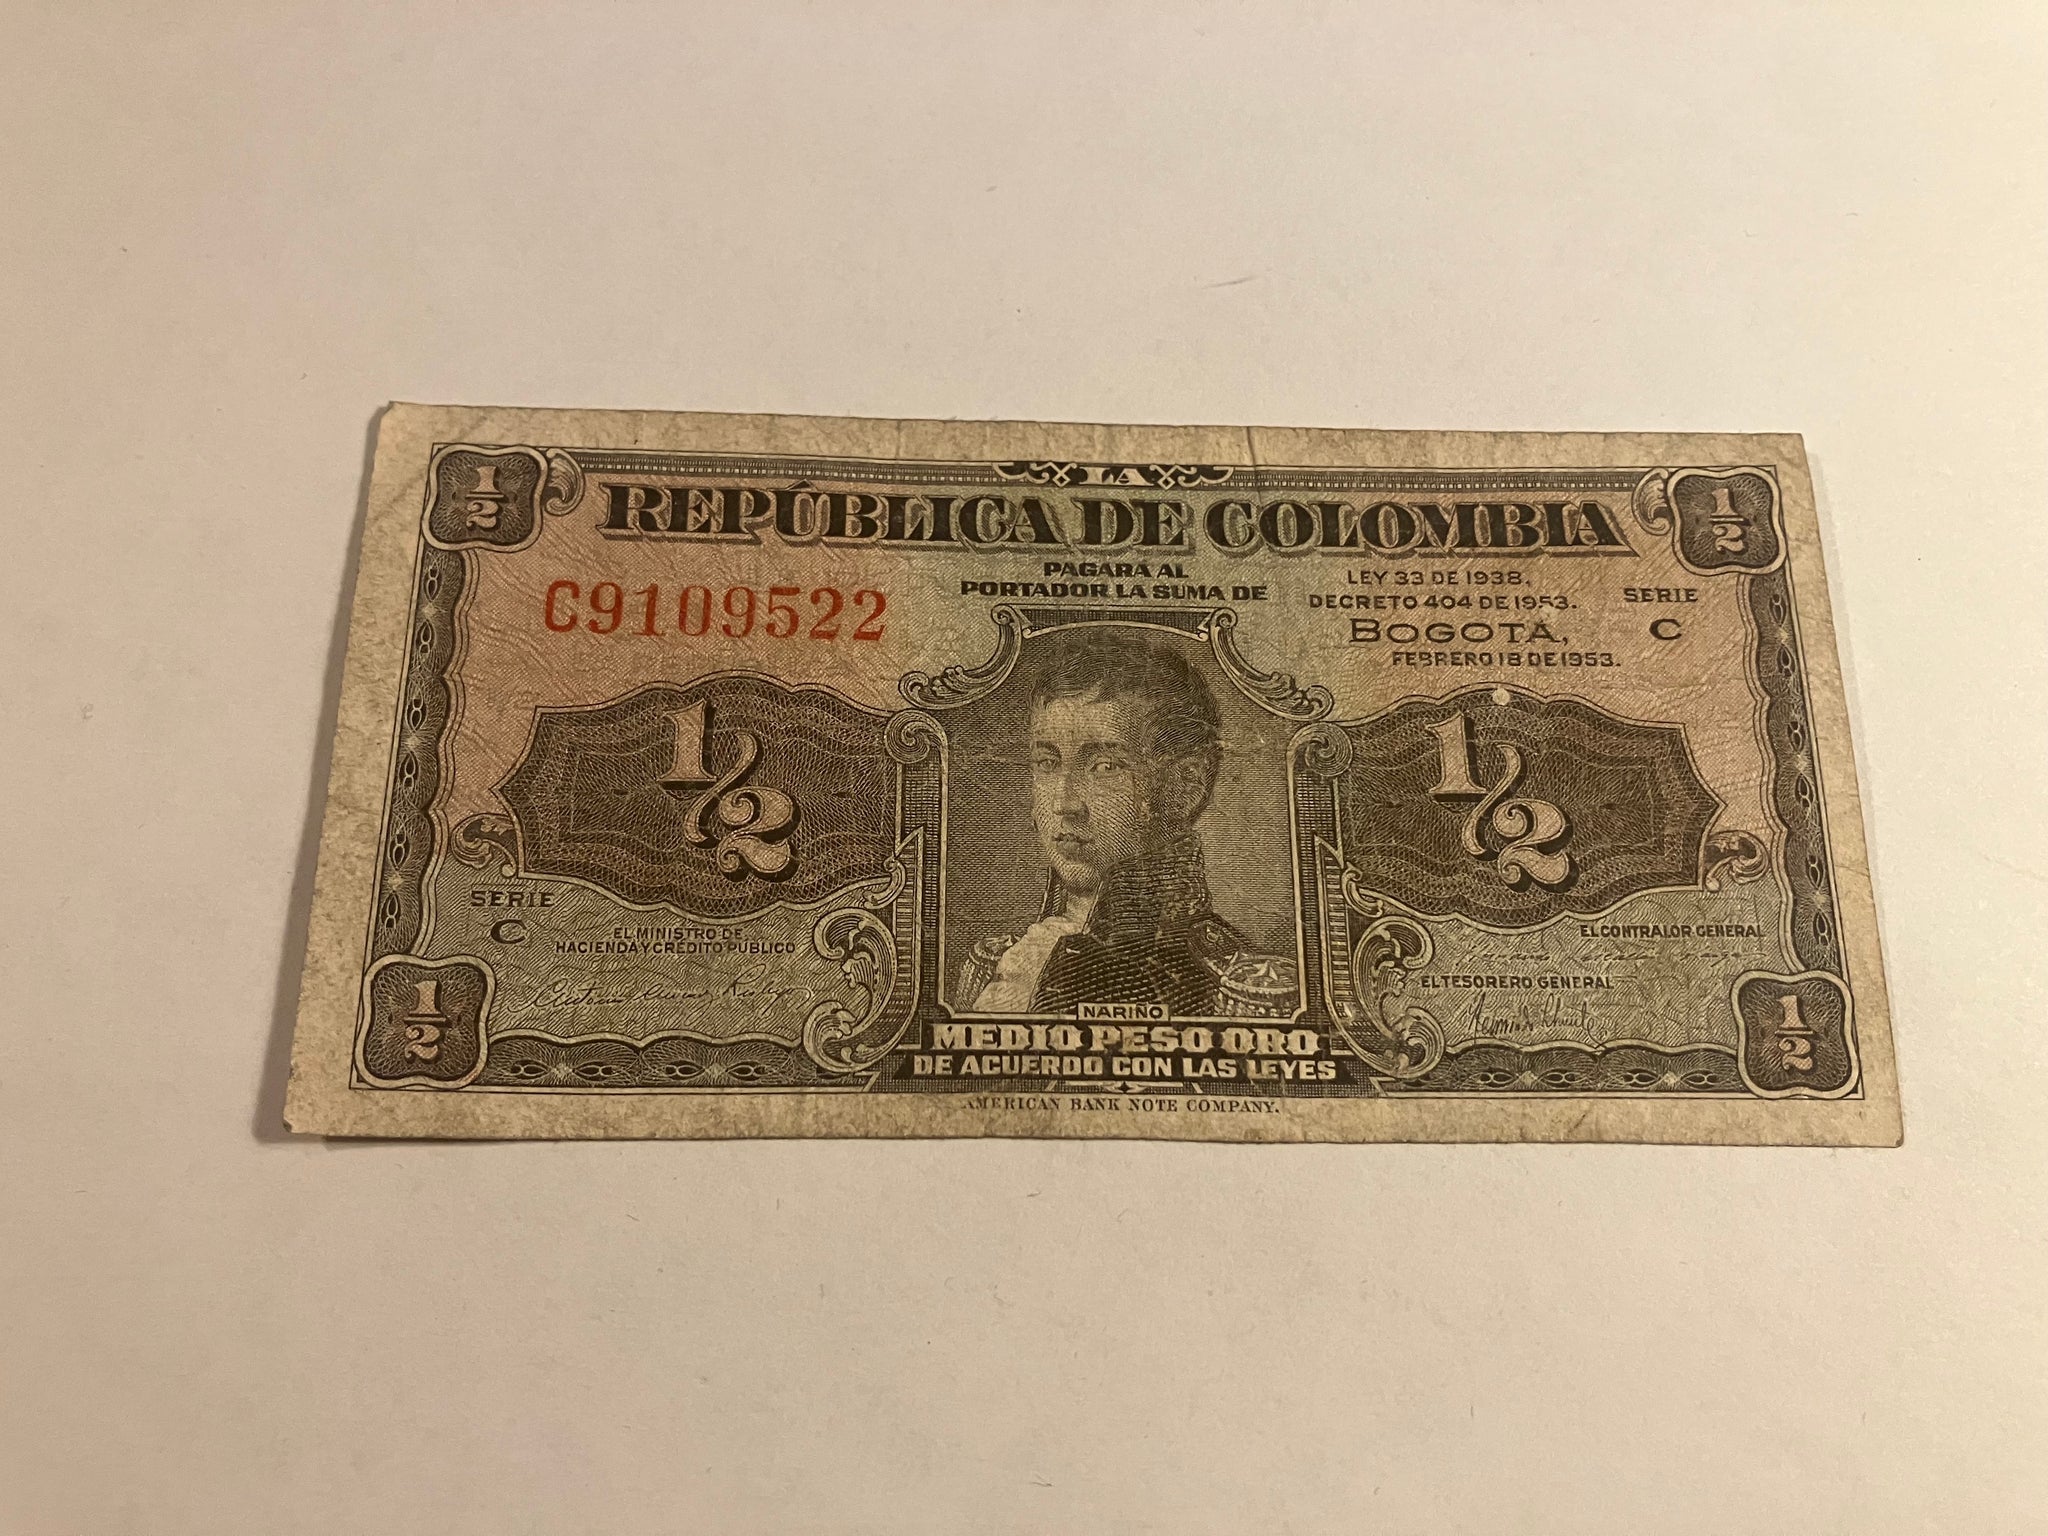 1/2
LA
1/2
REPÚBLICA DE COLOMBIA
PAGARA AL
PORTADOR LA SUMA DE
LEY 33 DE 1938,
DECRETO 404 DE 1953.
BOGOTÁ,
FEBRERO 18 DE 1953.
SERIE
C
C9109522
1/2
1/2
SERIE
C
EL MINISTRO DE
HACIENDA Y CRÉDITO PÚBLICO
EL CONTRALOR GENERAL
EL TESORERO GENERAL
NARIÑO
MEDIO PESO ORO
DE ACUERDO CON LAS LEYES
1/2
1/2
AMERICAN BANK NOTE COMPANY.